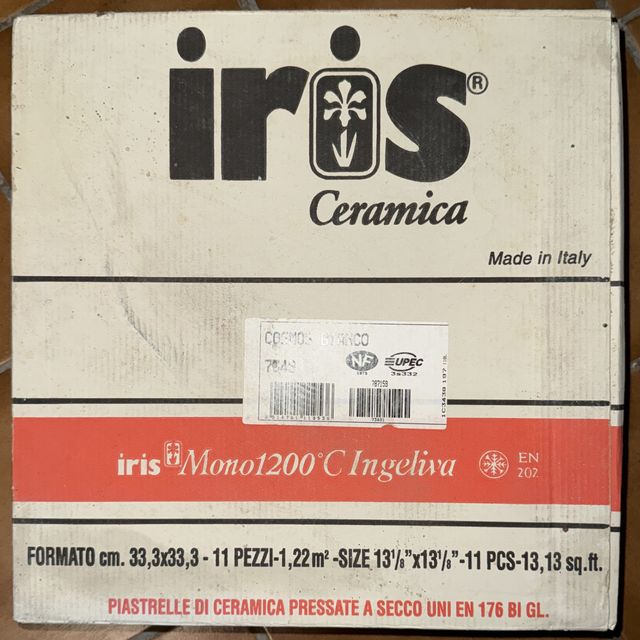 iris®
Ceramica
Made in Italy
COSMOS BIANCO
NF
UPEC
3s332
787159
iris Mono1200°C Ingeliva
EN
202
FORMATO cm. 33,3x33,3 - 11 PEZZI-1,22 m² -SIZE 13¹/₈"x13¹/₈"-11 PCS-13,13 sq.ft.
PIASTRELLE DI CERAMICA PRESSATE A SECCO UNI EN 176 BI GL.